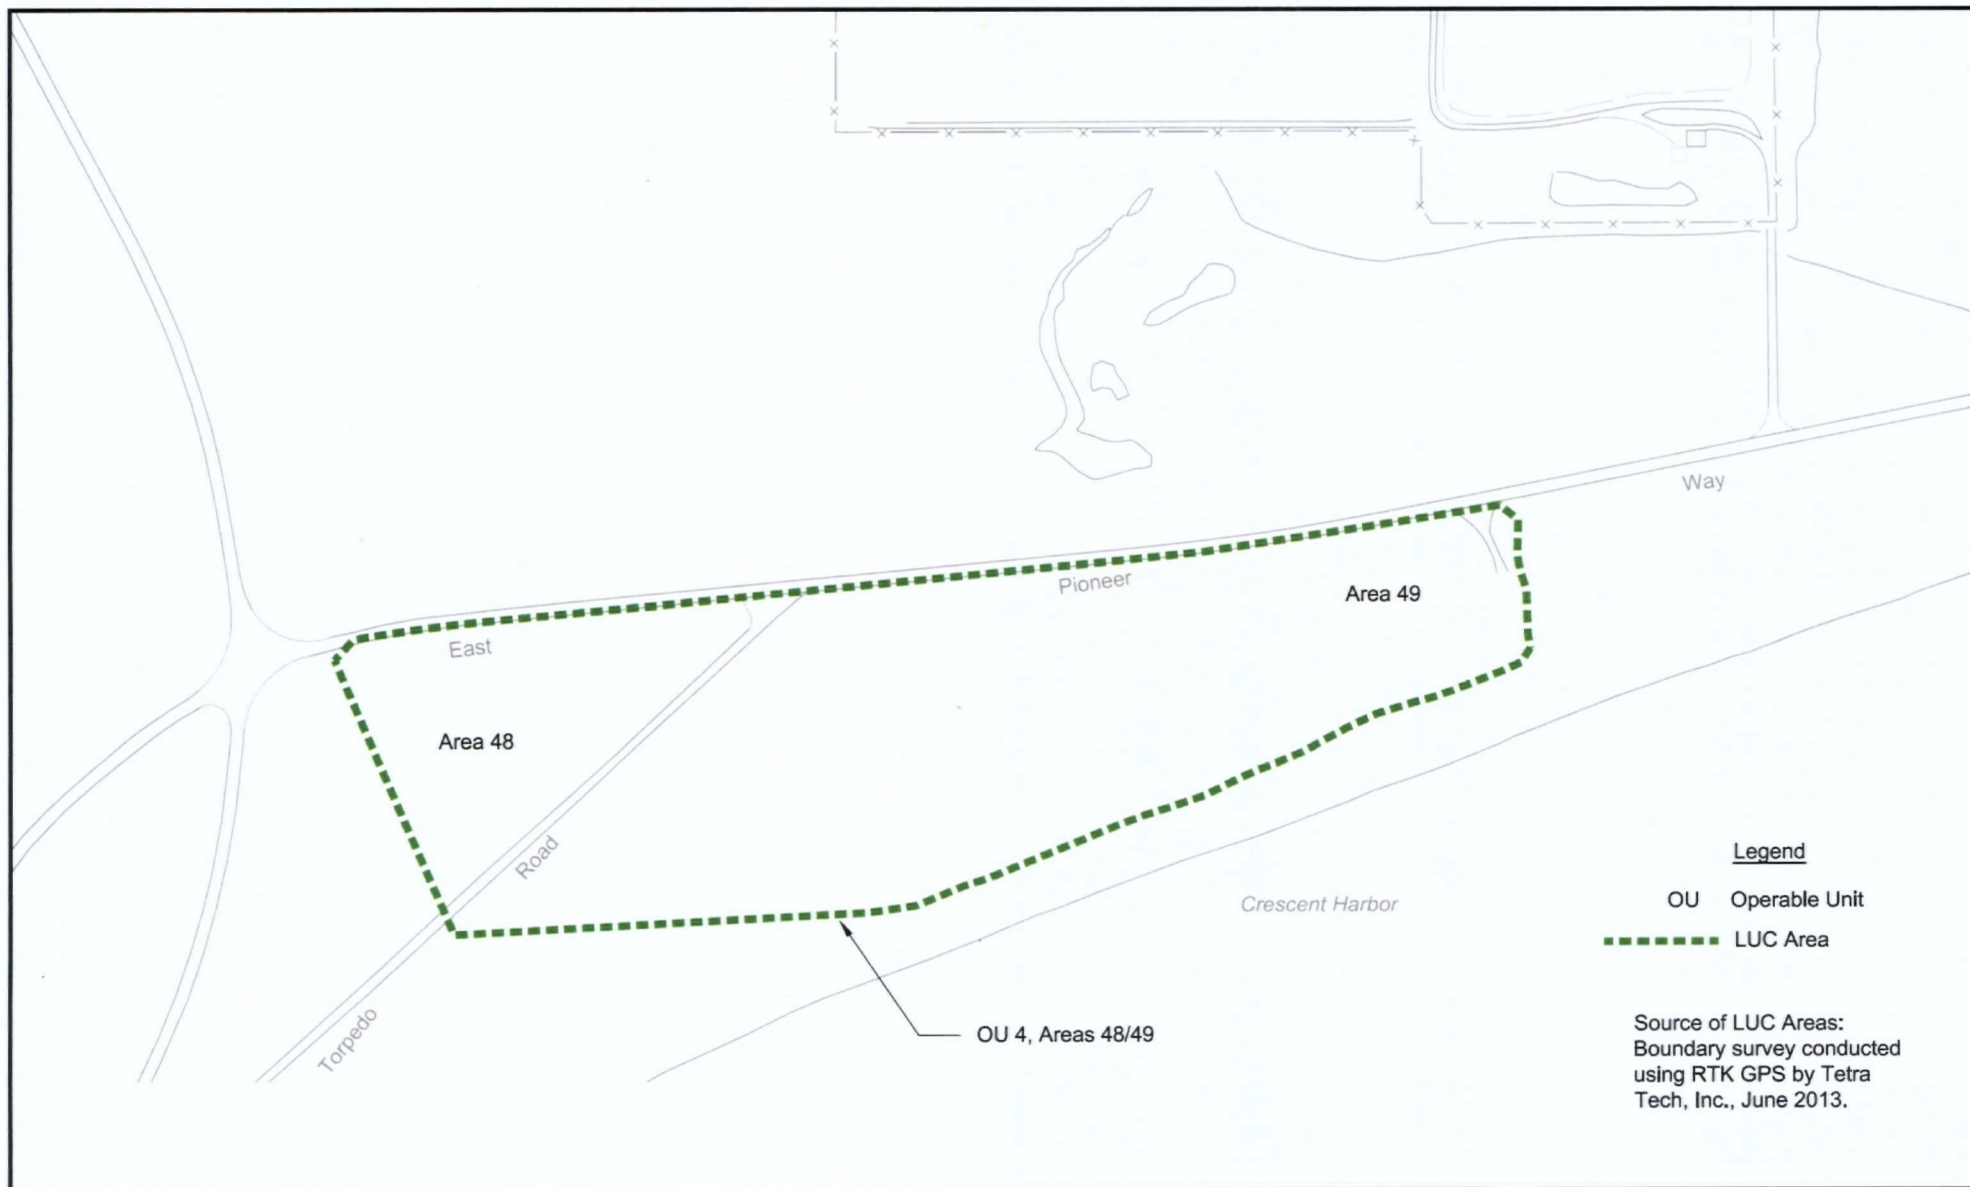 Way
Pioneer
Area 49
East
Area 48
Road
Torpedo
Crescent Harbor
OU 4, Areas 48/49
Legend
OU Operable Unit
LUC Area
Source of LUC Areas:
Boundary survey conducted
using RTK GPS by Tetra
Tech, Inc., June 2013.